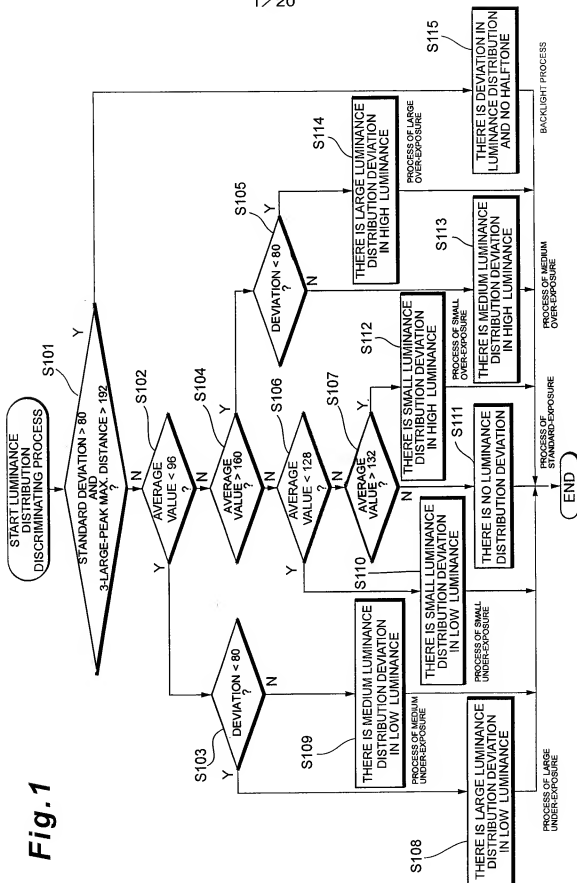 1/20
Fig.1
START LUMINANCE
DISTRIBUTION
DISCRIMINATING PROCESS
S101
STANDARD DEVIATION > 80
AND
3-LARGE-PEAK MAX. DISTANCE > 192
?
Y
N
S102
AVERAGE
VALUE < 96
?
Y
N
S103
DEVIATION < 80
?
Y
N
S104
AVERAGE
VALUE > 160
?
Y
N
S105
DEVIATION < 80
?
Y
N
S106
AVERAGE
VALUE < 128
?
Y
N
S107
AVERAGE
VALUE > 132
?
Y
N
S108
THERE IS LARGE LUMINANCE
DISTRIBUTION DEVIATION
IN LOW LUMINANCE
PROCESS OF LARGE
UNDER-EXPOSURE
S109
THERE IS MEDIUM LUMINANCE
DISTRIBUTION DEVIATION
IN LOW LUMINANCE
PROCESS OF MEDIUM
UNDER-EXPOSURE
S110
THERE IS SMALL LUMINANCE
DISTRIBUTION DEVIATION
IN LOW LUMINANCE
PROCESS OF SMALL
UNDER-EXPOSURE
S111
THERE IS NO LUMINANCE
DISTRIBUTION DEVIATION
PROCESS OF
STANDARD-EXPOSURE
S112
THERE IS SMALL LUMINANCE
DISTRIBUTION DEVIATION
IN HIGH LUMINANCE
PROCESS OF SMALL
OVER-EXPOSURE
S113
THERE IS MEDIUM LUMINANCE
DISTRIBUTION DEVIATION
IN HIGH LUMINANCE
PROCESS OF MEDIUM
OVER-EXPOSURE
S114
THERE IS LARGE LUMINANCE
DISTRIBUTION DEVIATION
IN HIGH LUMINANCE
PROCESS OF LARGE
OVER-EXPOSURE
S115
THERE IS DEVIATION IN
LUMINANCE DISTRIBUTION
AND NO HALFTONE
BACKLIGHT PROCESS
END